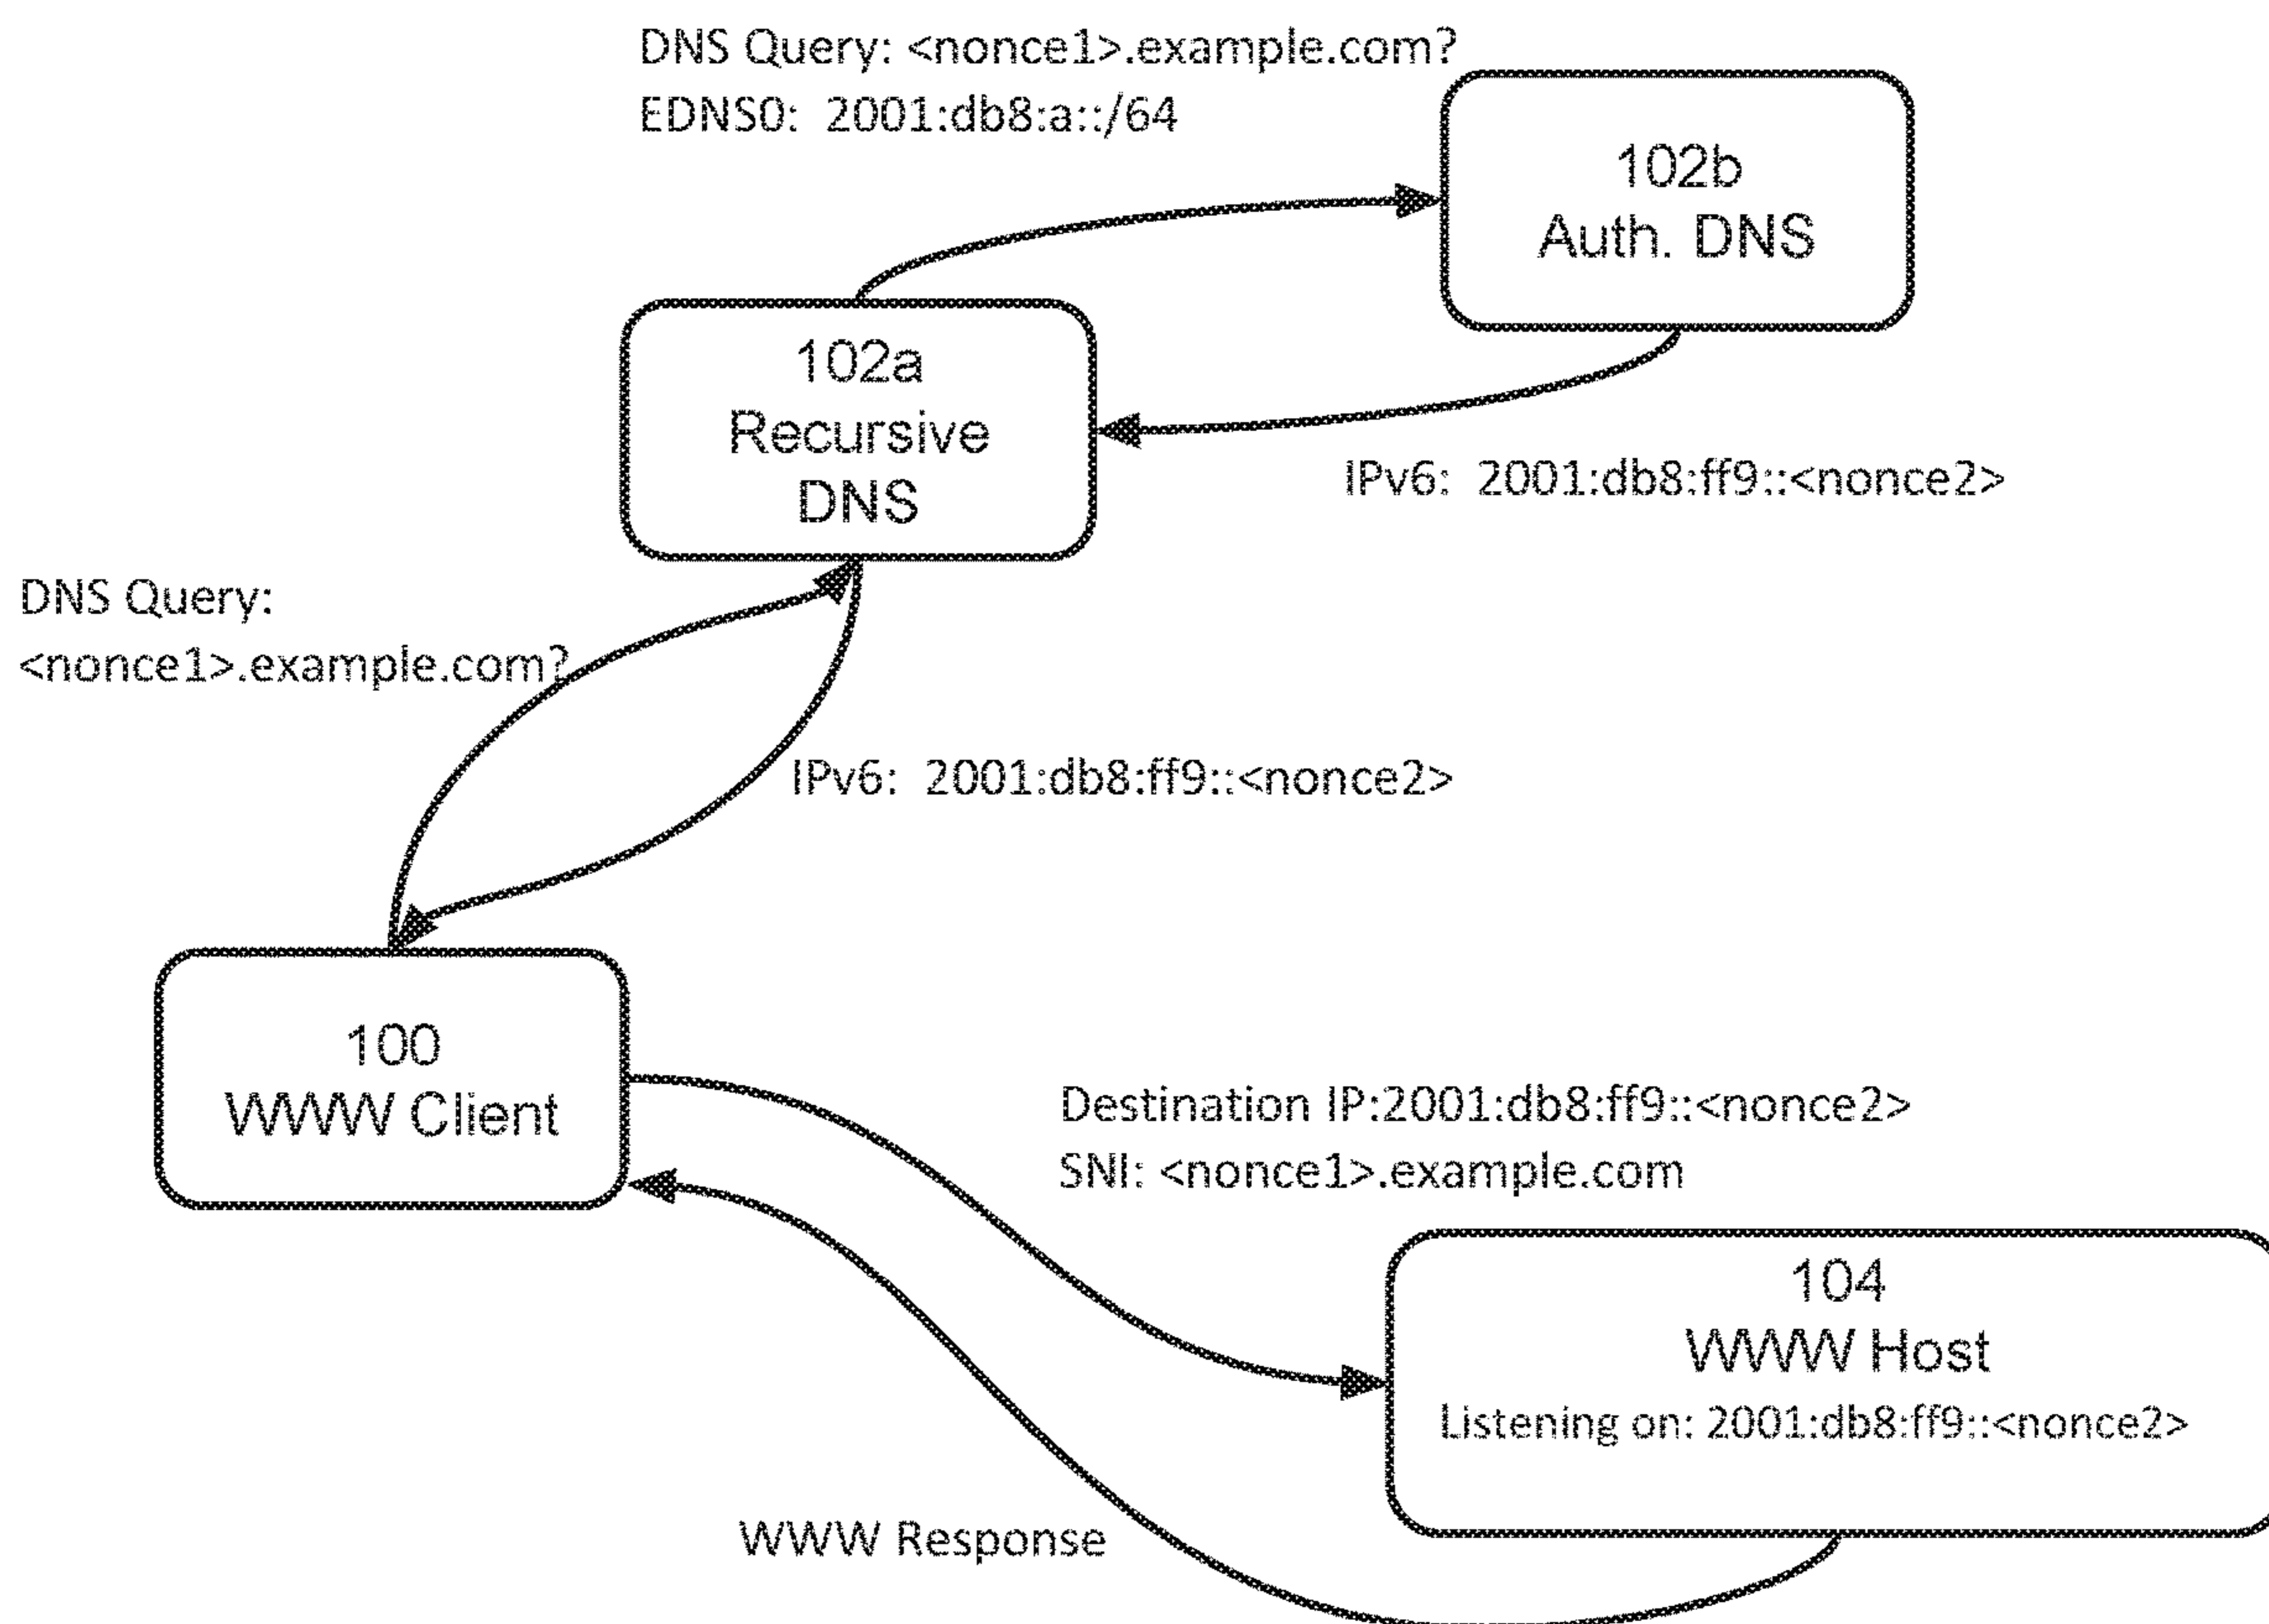 DNS Query: <nonce1>.example.com?
EDNS0: 2001:db8:a::/64
102b
Auth. DNS
102a
Recursive
DNS
IPv6: 2001:db8:ff9::<nonce2>
DNS Query:
<nonce1>.example.com?
IPv6: 2001:db8:ff9::<nonce2>
100
WWW Client
Destination IP:2001:db8:ff9::<nonce2>
SNI: <nonce1>.example.com
104
WWW Host
Listening on: 2001:db8:ff9::<nonce2>
WWW Response